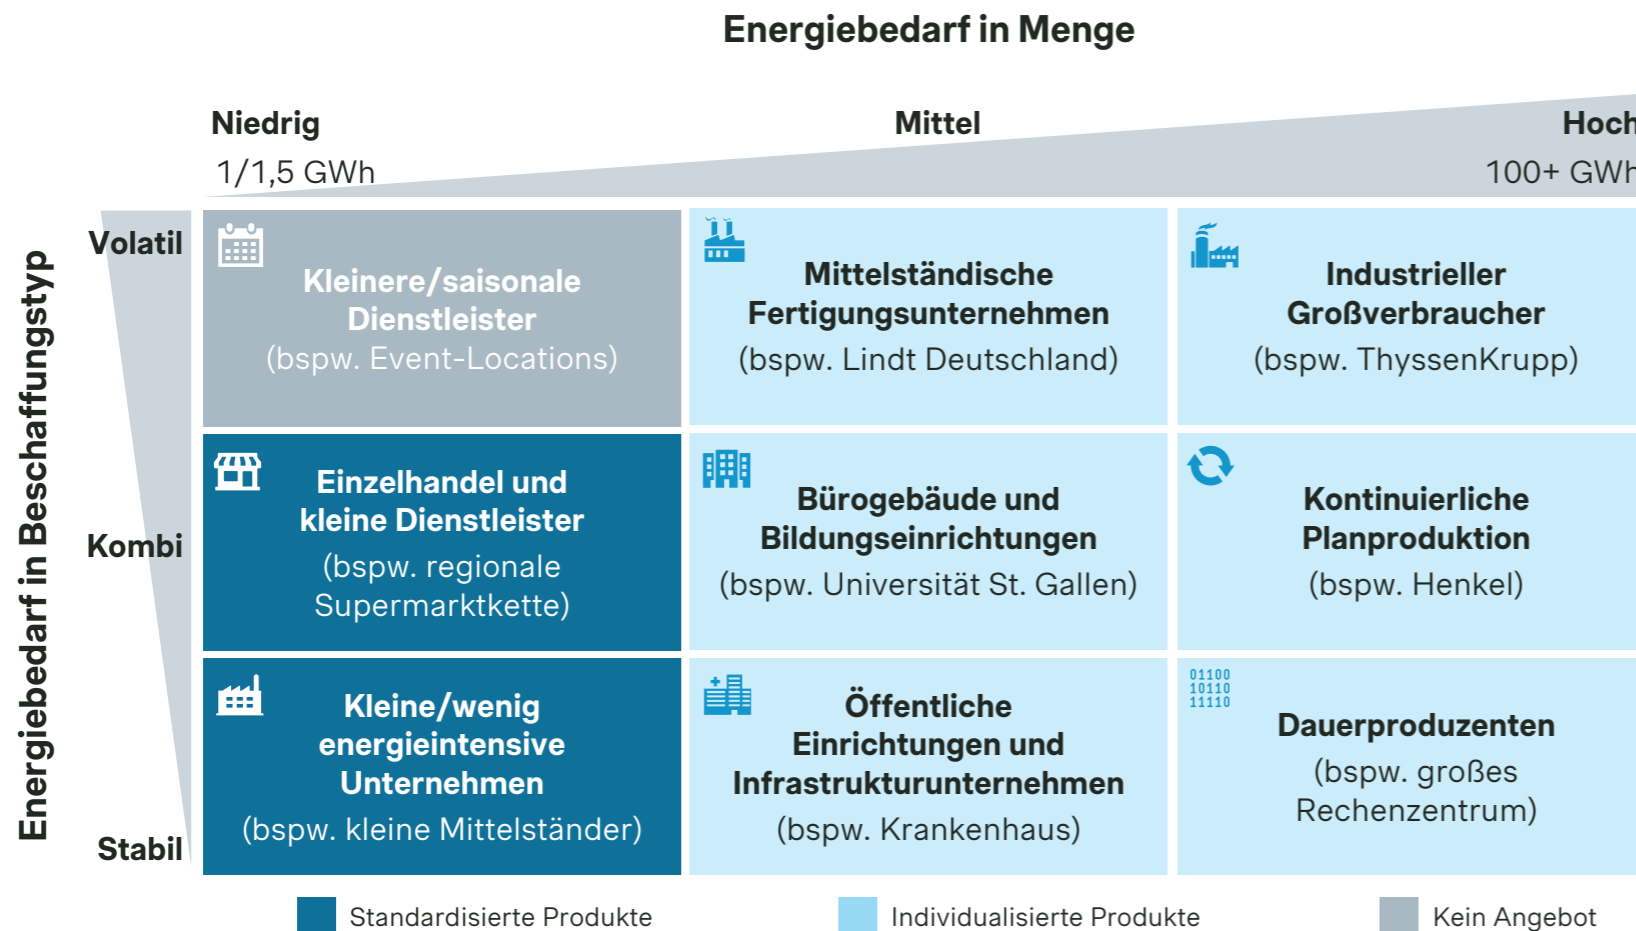 Energiebedarf in Menge
Niedrig
Mittel
Hoch
1/1,5 GWh
100+ GWh
Energiebedarf in Beschaffungstyp
Volatil
Kombi
Stabil
Kleinere/saisonale
Dienstleister
(bspw. Event-Locations)
Mittelständische
Fertigungsunternehmen
(bspw. Lindt Deutschland)
Industrieller
Großverbraucher
(bspw. ThyssenKrupp)
Einzelhandel und
kleine Dienstleister
(bspw. regionale
Supermarktkette)
Bürogebäude und
Bildungseinrichtungen
(bspw. Universität St. Gallen)
Kontinuierliche
Planproduktion
(bspw. Henkel)
Kleine/wenig
energieintensive
Unternehmen
(bspw. kleine Mittelständer)
Öffentliche
Einrichtungen und
Infrastrukturunternehmen
(bspw. Krankenhaus)
01100
10110
11110
Dauerproduzenten
(bspw. großes
Rechenzentrum)
Standardisierte Produkte
Individualisierte Produkte
Kein Angebot